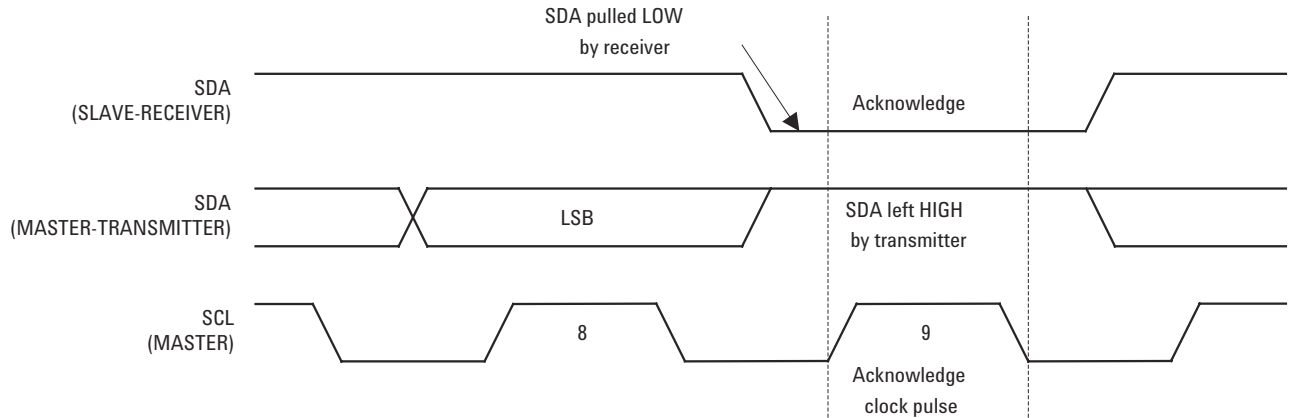 SDA pulled LOW
by receiver
SDA
(SLAVE-RECEIVER)
Acknowledge
SDA
(MASTER-TRANSMITTER)
LSB
SDA left HIGH
by transmitter
SCL
(MASTER)
8
9
Acknowledge
clock pulse